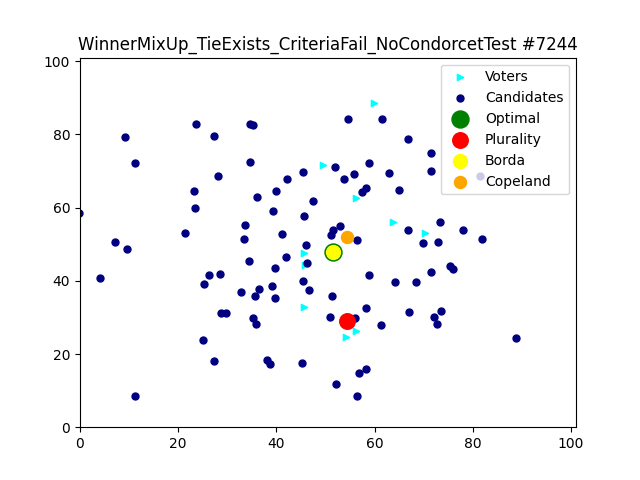 WinnerMixUp_TieExists_CriteriaFail_NoCondorcetTest #7244
100
80
60
40
20
0
0 20 40 60 80 100
Voters
Candidates
Optimal
Plurality
Borda
Copeland